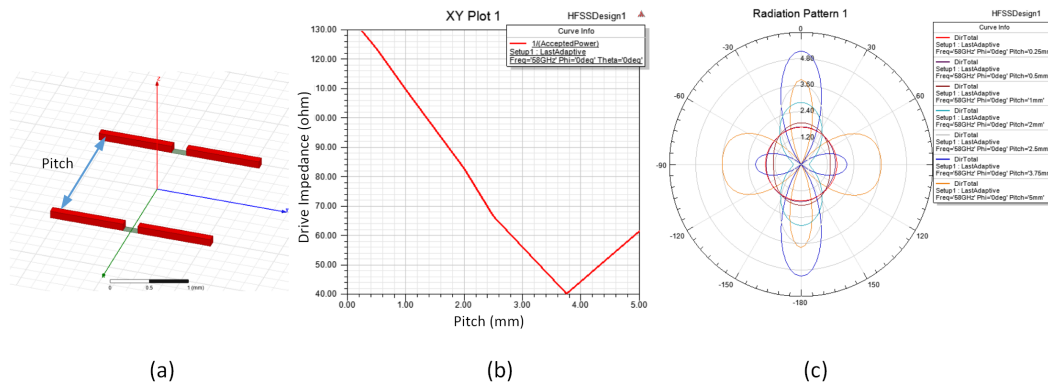 Pitch
z
0
0.5
1 (mm)
(a)
XY Plot 1
HFSSDesign1
Curve Info
1/(AcceptedPower)
Setup1 : LastAdaptive
Freq='58GHz' Phi='0deg' Theta='0deg'
Drive Impedance (ohm)
130.00
120.00
110.00
100.00
90.00
80.00
70.00
60.00
50.00
40.00
0.00 1.00 2.00 3.00 4.00 5.00
Pitch (mm)
(b)
Radiation Pattern 1
HFSSDesign1
0
-30
30
-60
60
-90
90
-120
120
-150
150
-180
4.80
3.60
2.40
1.20
Curve Info
DirTotal
Setup1 : LastAdaptive
Freq='58GHz' Phi='0deg' Pitch='0.25mm
DirTotal
Setup1 : LastAdaptive
Freq='58GHz' Phi='0deg' Pitch='0.5mm
DirTotal
Setup1 : LastAdaptive
Freq='58GHz' Phi='0deg' Pitch='1mm'
DirTotal
Setup1 : LastAdaptive
Freq='58GHz' Phi='0deg' Pitch='2mm'
DirTotal
Setup1 : LastAdaptive
Freq='58GHz' Phi='0deg' Pitch='2.5mm
DirTotal
Setup1 : LastAdaptive
Freq='58GHz' Phi='0deg' Pitch='3.75mm
DirTotal
Setup1 : LastAdaptive
Freq='58GHz' Phi='0deg' Pitch='5mm'
(c)